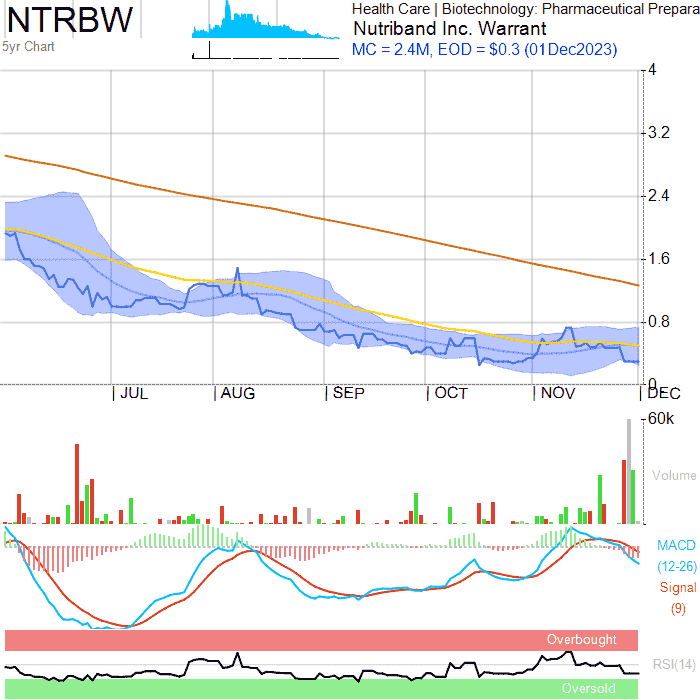 NTRBW
5yr Chart
Health Care | Biotechnology: Pharmaceutical Prepara
Nutriband Inc. Warrant
MC = 2.4M, EOD = $0.3 (01Dec2023)
4
3.2
2.4
1.6
0.8
0
JUL AUG SEP OCT NOV DEC
60k
Volume
MACD
(12-26)
Signal
(9)
Overbought
RSI(14)
Oversold